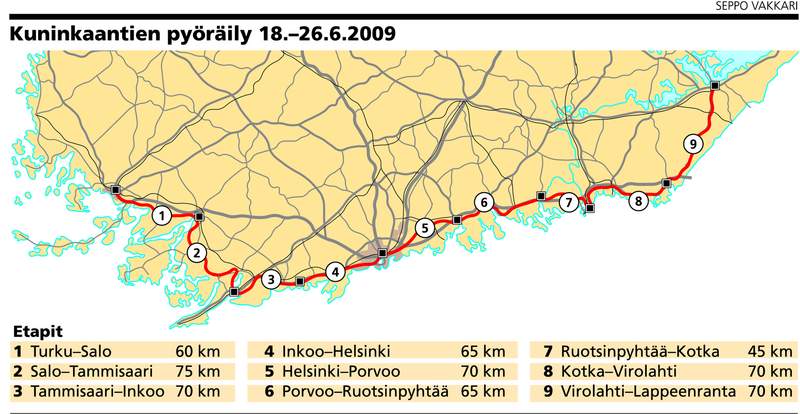 SEPPO VAKKARI
Kuninkaantien pyöräily 18.–26.6.2009
9
1
5
6
7
8
2
3
4
Etapit
1 Turku–Salo 60 km
2 Salo–Tammisaari 75 km
3 Tammisaari–Inkoo 70 km
4 Inkoo–Helsinki 65 km
5 Helsinki–Porvoo 70 km
6 Porvoo–Ruotsinpyhtää 65 km
7 Ruotsinpyhtää–Kotka 45 km
8 Kotka–Virolahti 70 km
9 Virolahti–Lappeenranta 70 km